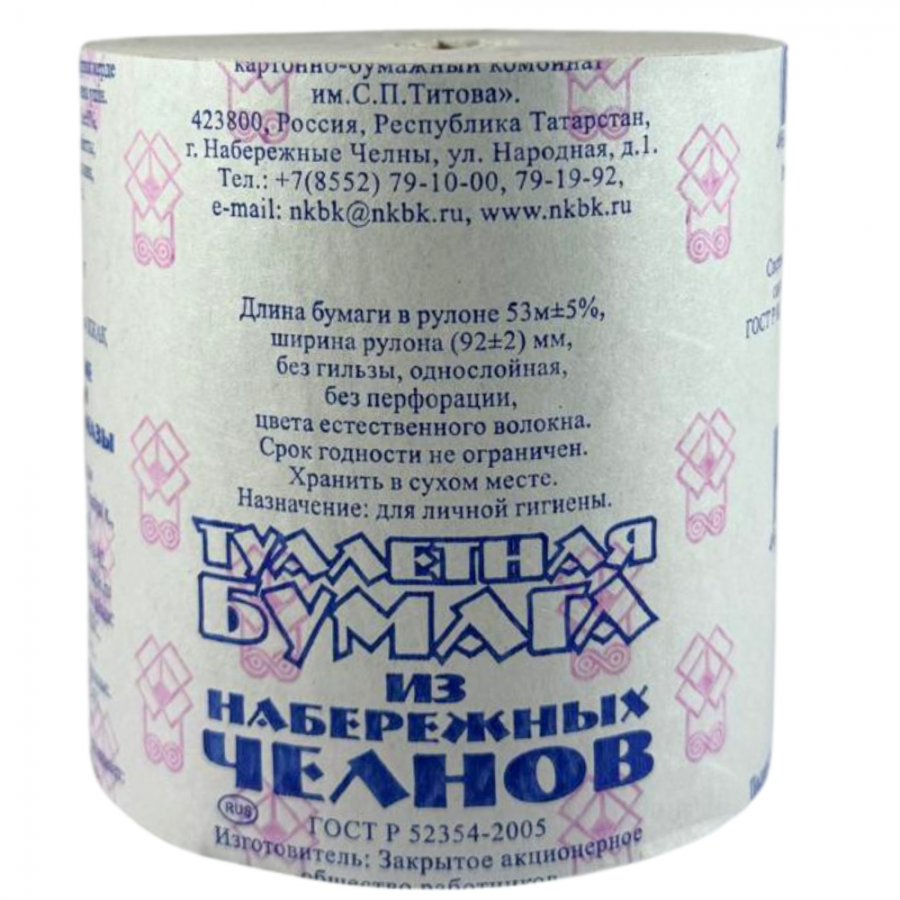 картонно-бумажный комбинат
им.С.П.Титова».
423800, Россия, Республика Татарстан,
г. Набережные Челны, ул. Народная, д.1.
Тел.: +7(8552) 79-10-00, 79-19-92,
e-mail: nkbk@nkbk.ru, www.nkbk.ru
Длина бумаги в рулоне 53м±5%,
ширина рулона (92±2) мм,
без гильзы, однослойная,
без перфорации,
цвета естественного волокна.
Срок годности не ограничен.
Хранить в сухом месте.
Назначение: для личной гигиены.
ТУАЛЕТНАЯ
БУМАГА
ИЗ
НАБЕРЕЖНЫХ
ЧЕЛНОВ
RUS
ГОСТ Р 52354-2005
Изготовитель: Закрытое акционерное
общество работников
ГОСТ Р